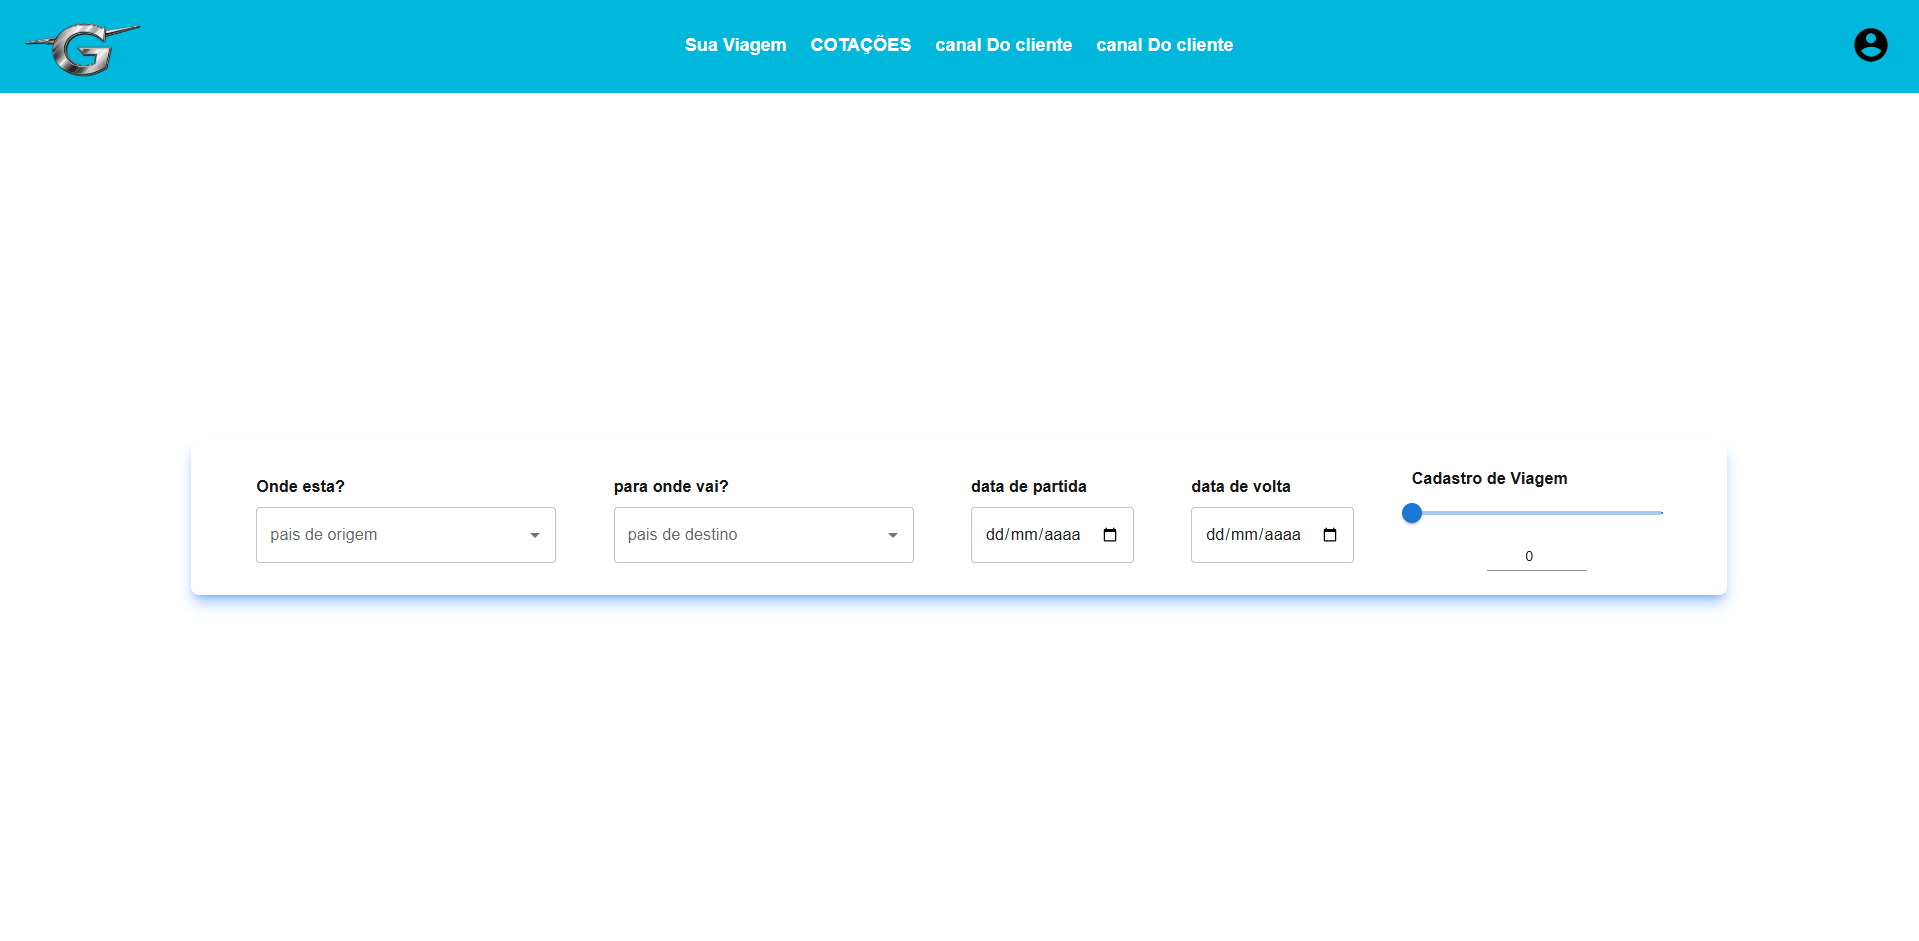 G
Sua Viagem COTAÇÕES canal Do cliente canal Do cliente
Onde esta? para onde vai? data de partida data de volta Cadastro de Viagem
pais de origem pais de destino dd/mm/aaaa dd/mm/aaaa
0